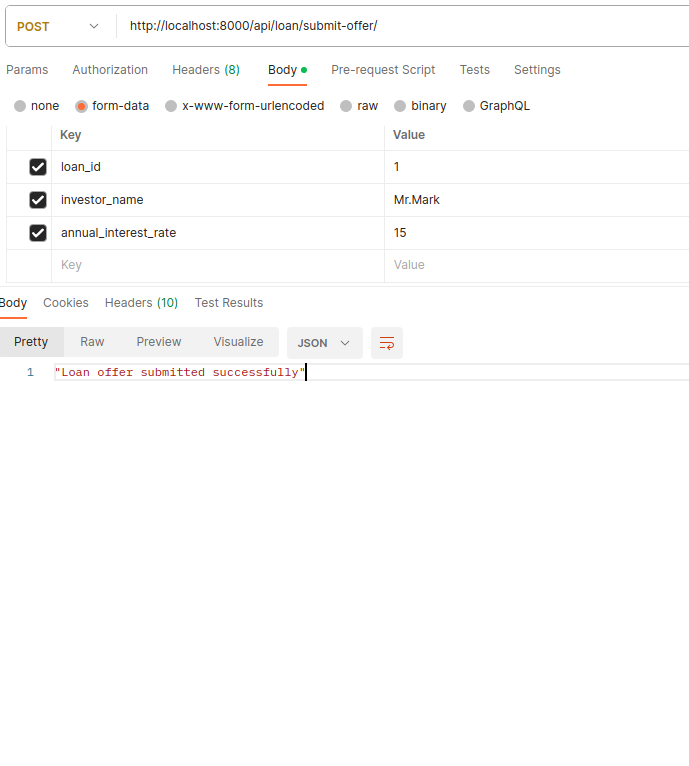 POST http://localhost:8000/api/loan/submit-offer/
Params Authorization Headers (8) Body Pre-request Script Tests Settings
none form-data x-www-form-urlencoded raw binary GraphQL
Key Value
loan_id 1
investor_name Mr.Mark
annual_interest_rate 15
Key Value
Body Cookies Headers (10) Test Results
Pretty Raw Preview Visualize JSON
1 "Loan offer submitted successfully"